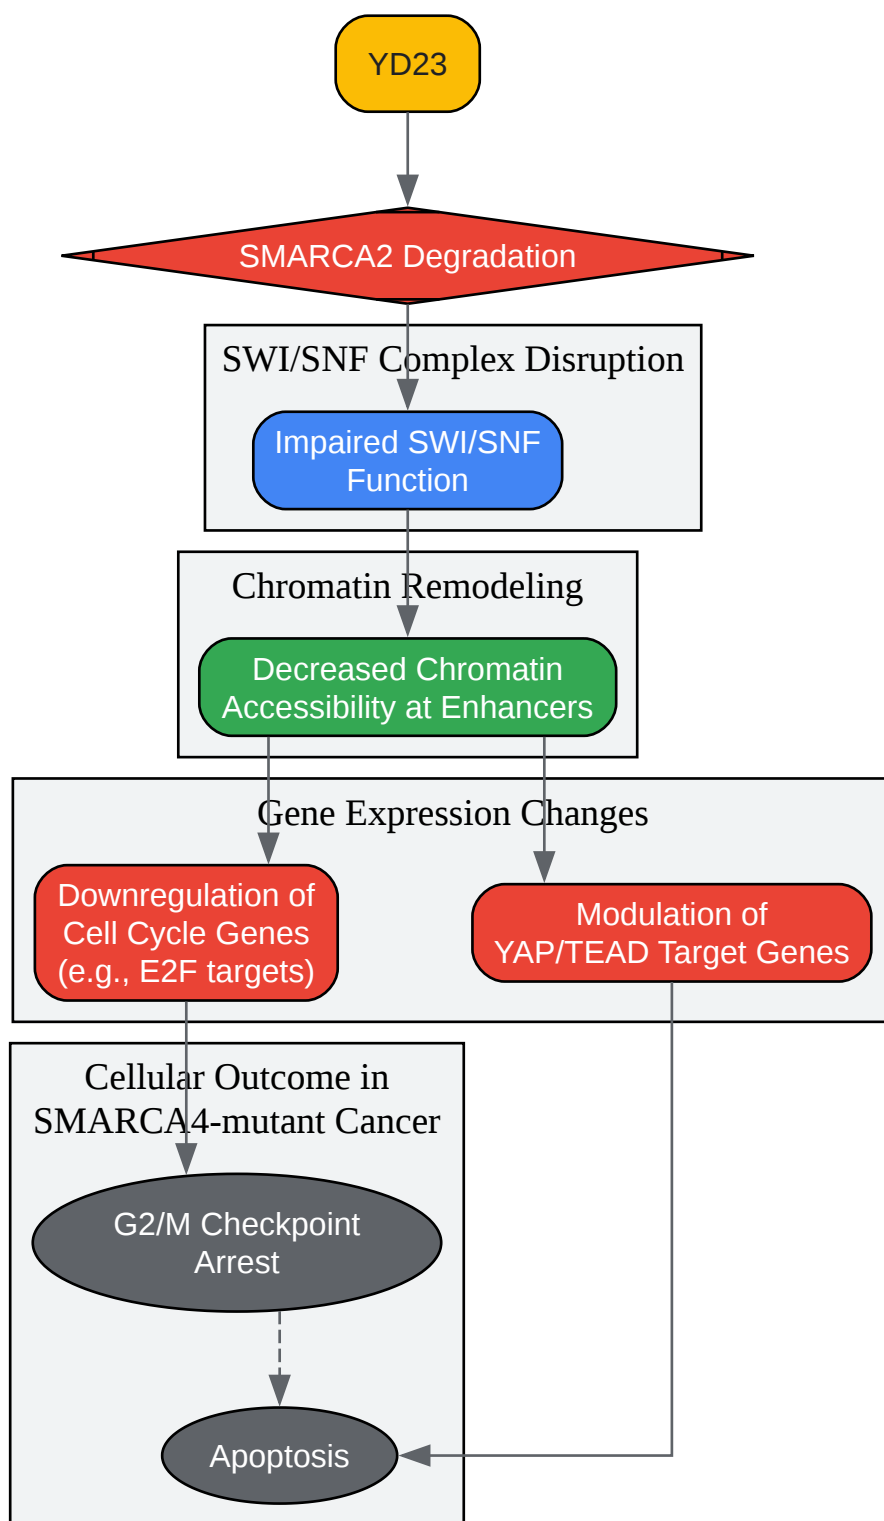 YD23
SMARCA2 Degradation
SWI/SNF Complex Disruption
Impaired SWI/SNF
Function
Chromatin Remodeling
Decreased Chromatin
Accessibility at Enhancers
Gene Expression Changes
Downregulation of
Cell Cycle Genes
(e.g., E2F targets)
Modulation of
YAP/TEAD Target Genes
Cellular Outcome in
SMARCA4-mutant Cancer
G2/M Checkpoint
Arrest
Apoptosis